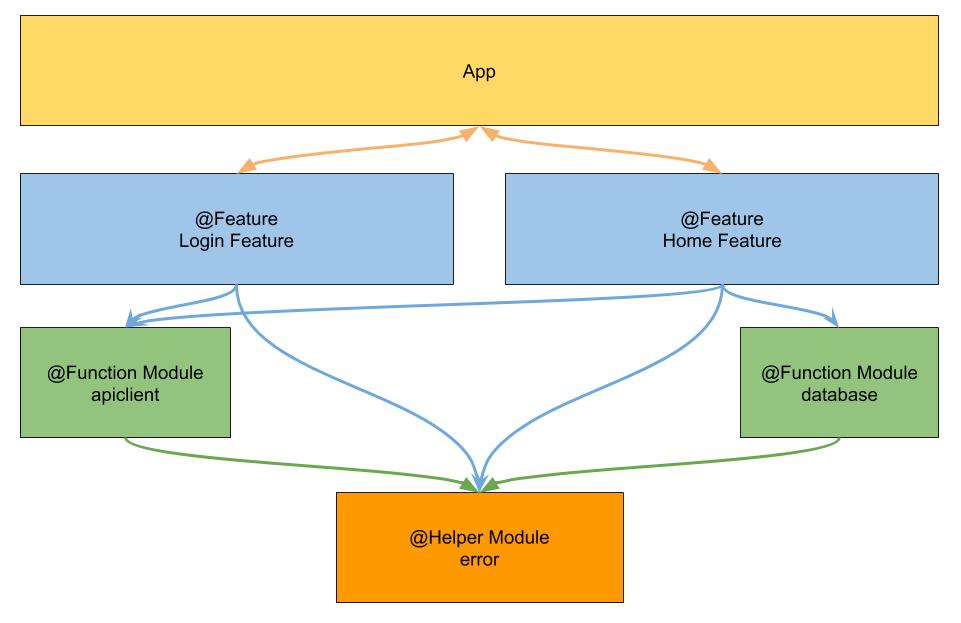 App
@Feature
Login Feature
@Feature
Home Feature
@Function Module
apiclient
@Function Module
database
@Helper Module
error